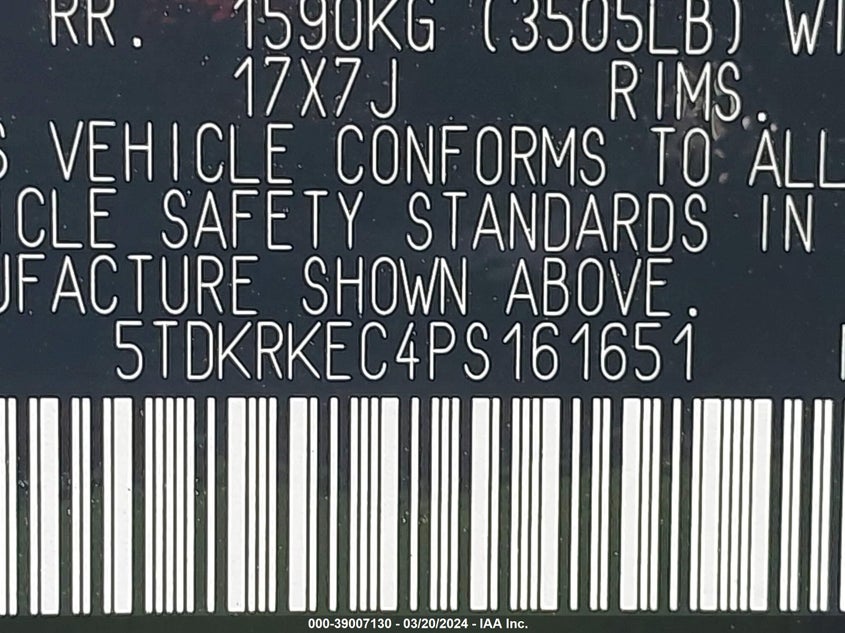 RR. 1590KG (3505LB) WI
17X7J RIMS.
S VEHICLE CONFORMS TO ALL
ICLE SAFETY STANDARDS IN
UFACTURE SHOWN ABOVE.
5TDKRKEC4PS161651
000-39007130 - 03/20/2024 - IAA Inc.